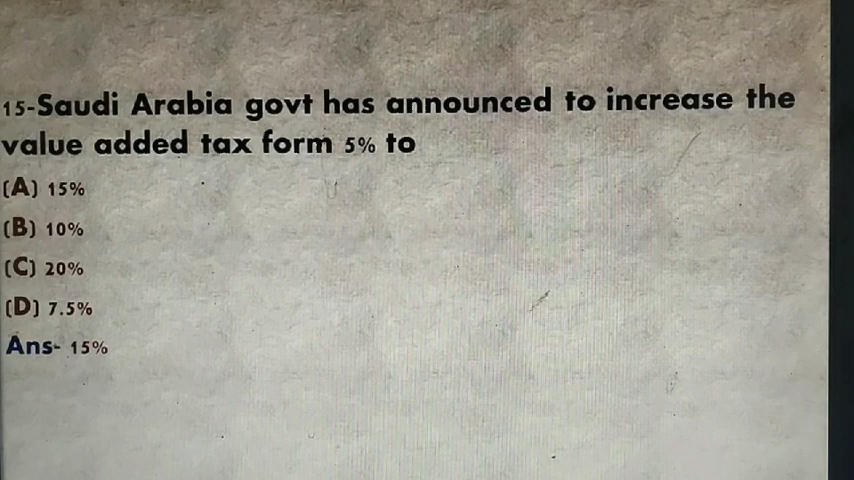 15-Saudi Arabia govt has announced to increase the
value added tax form 5% to
(A) 15%
(B) 10%
(C) 20%
(D) 7.5%
Ans- 15%